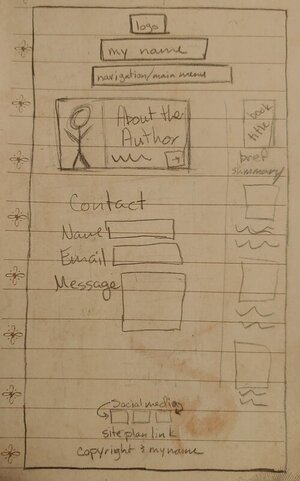 logo
my name
navigation/main menu
About the
Author
book
title
brief
summary
Contact
Name
Email
Message
Social media
site plan link
copyright & my name